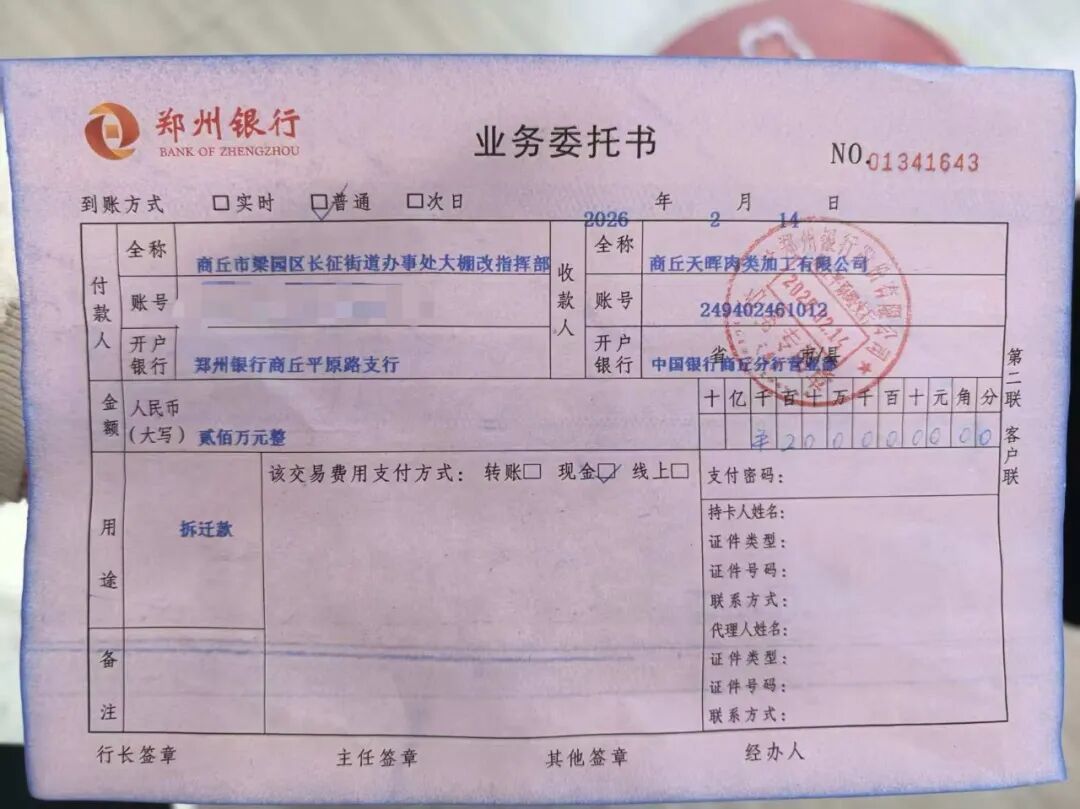 郑州银行
BANK OF ZHENGZHOU
业务委托书
NO.01341643
到账方式 □实时 □普通 □次日
2026年2月14日
付款人
全称 商丘市梁园区长征街道办事处大棚改指挥部
账号
开户银行 郑州银行商丘平原路支行
收款人
全称 商丘天晖肉类加工有限公司
账号 249402461012
开户银行 中国银行商丘分行营业部
省 市/县
金额
人民币(大写) 贰佰万元整
十亿千百十万千百十元角分
200000000
用途 拆迁款
该交易费用支付方式: 转账□ 现金□ 线上□
支付密码:
持卡人姓名:
证件类型:
证件号码:
联系方式:
代理人姓名:
证件类型:
证件号码:
联系方式:
备注
第二联 客户联
行长签章 主任签章 其他签章 经办人